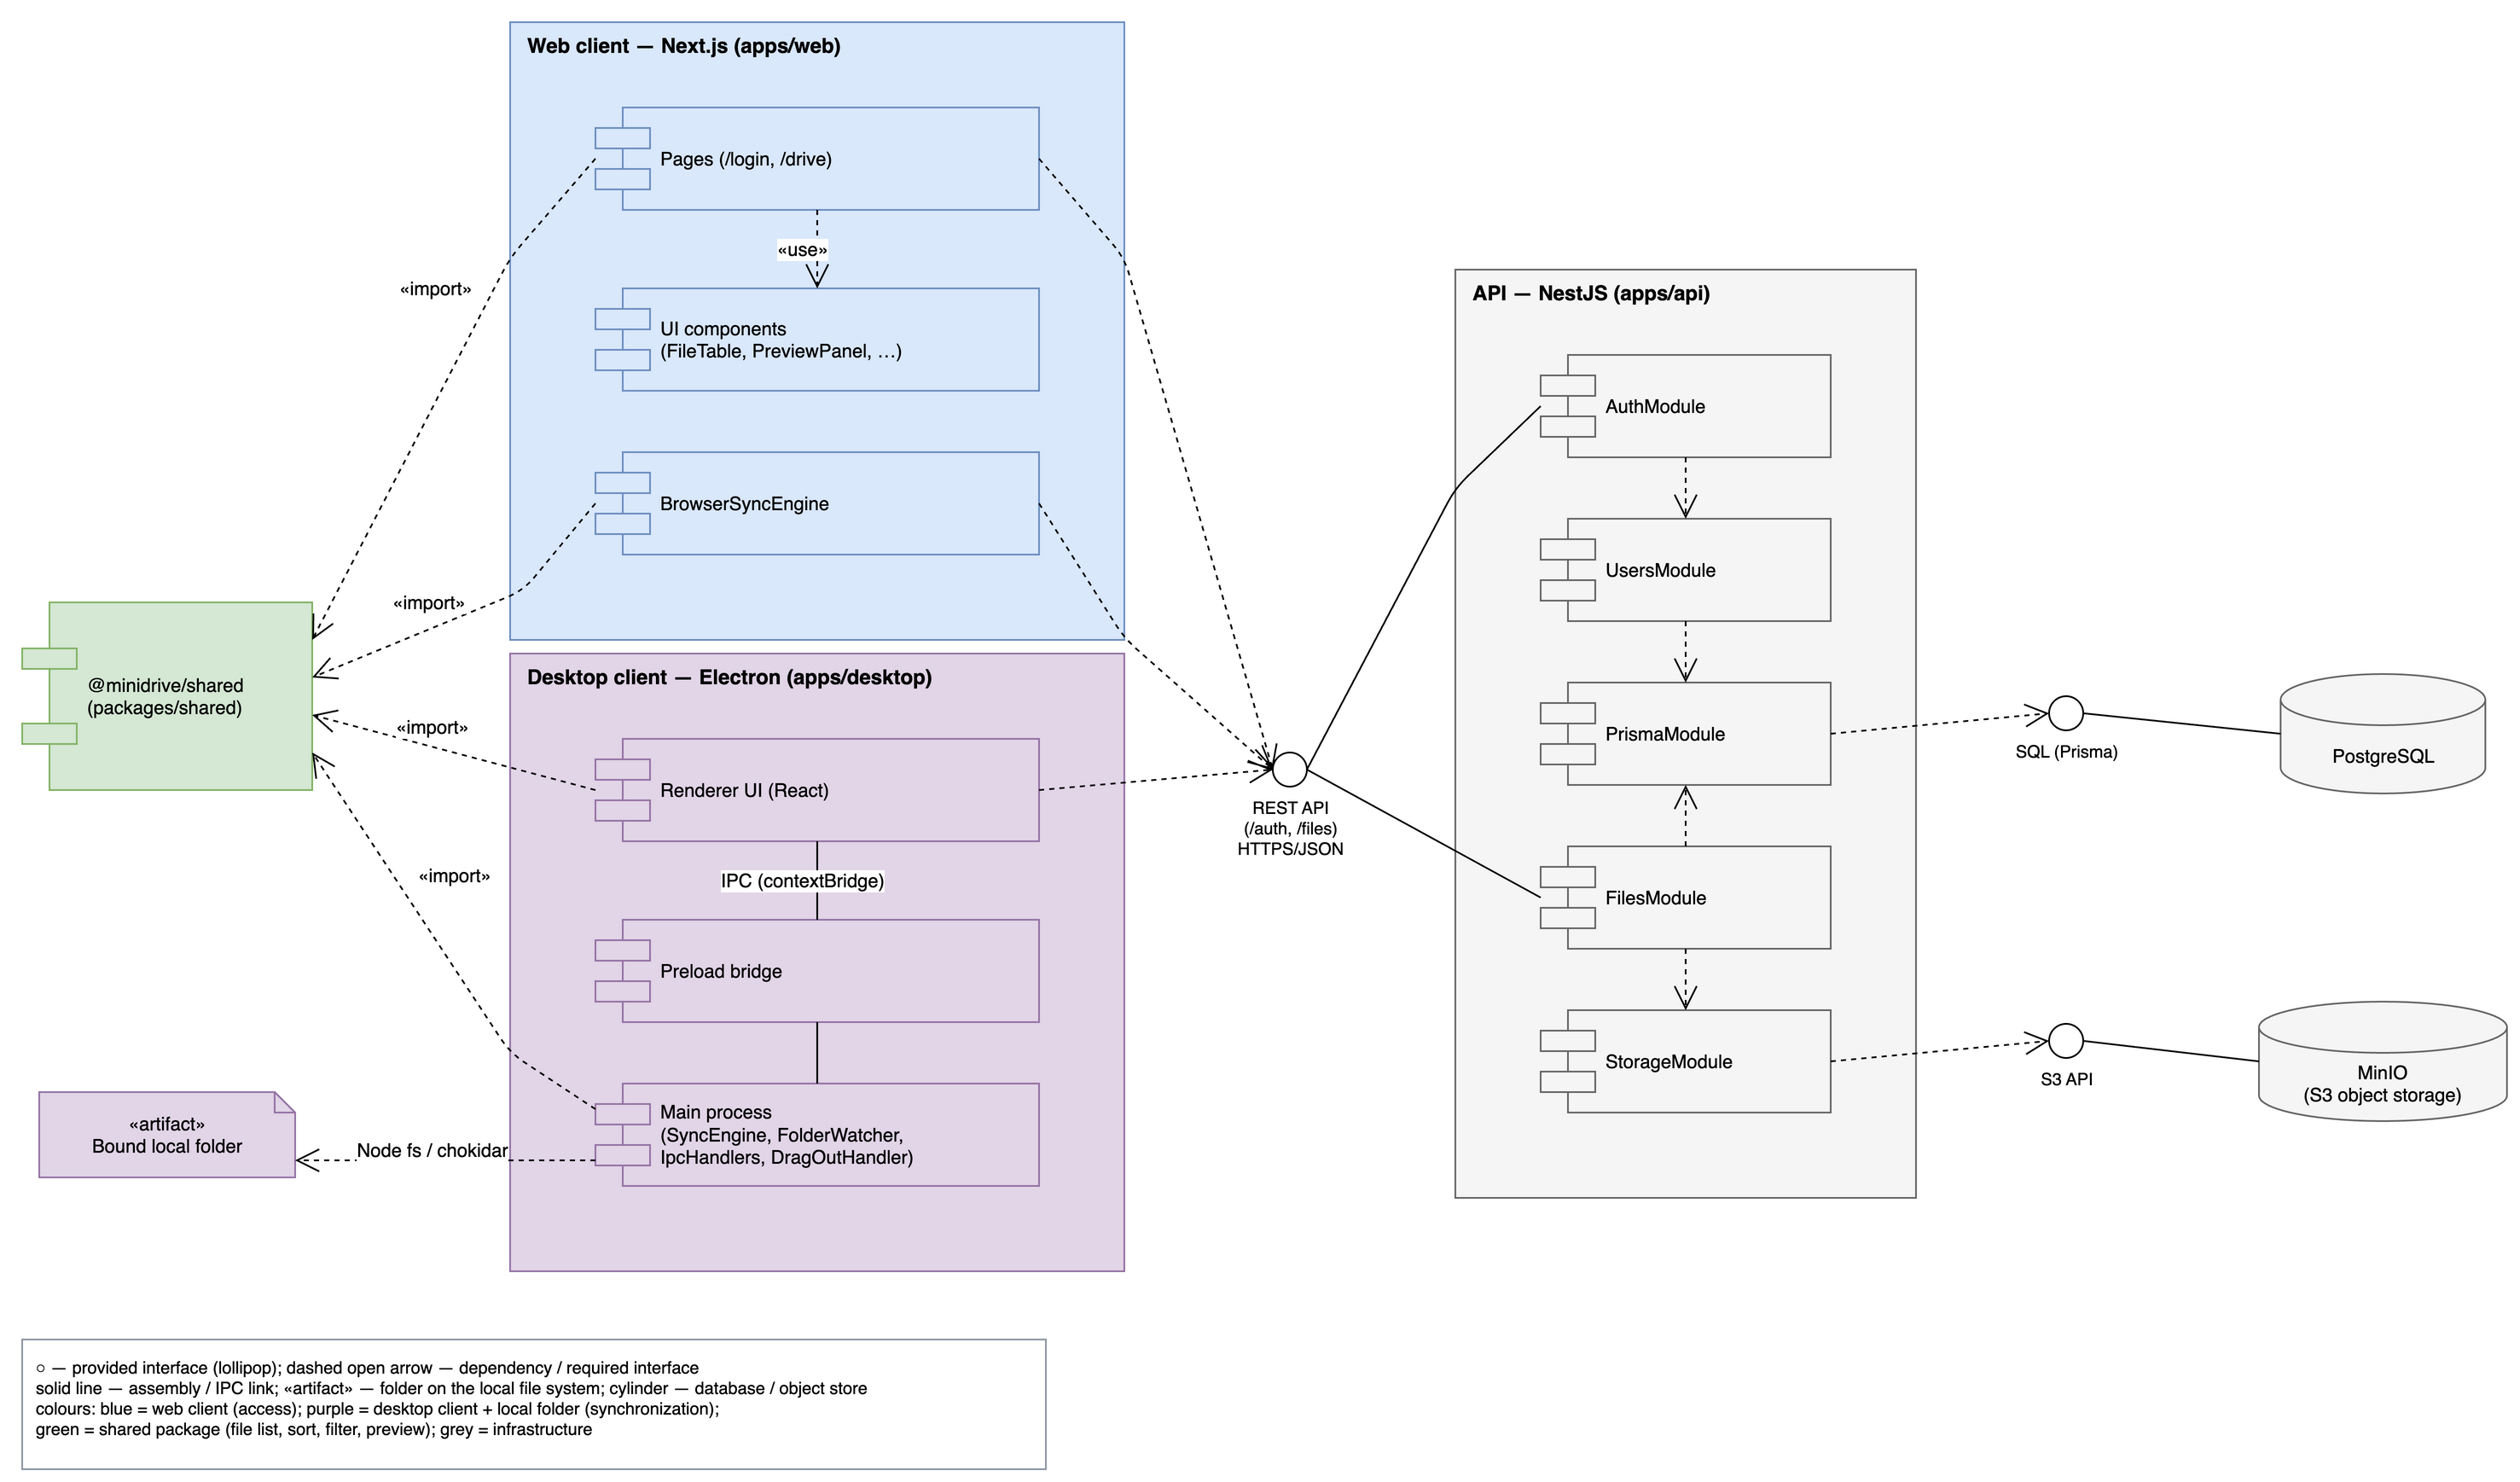 Web client — Next.js (apps/web)
Pages (/login, /drive)
«use»
«import»
UI components
(FileTable, PreviewPanel, …)
BrowserSyncEngine
«import»
@minidrive/shared
(packages/shared)
Desktop client — Electron (apps/desktop)
«import»
Renderer UI (React)
IPC (contextBridge)
«import»
Preload bridge
Main process
(SyncEngine, FolderWatcher,
IpcHandlers, DragOutHandler)
Node fs / chokidar
«artifact»
Bound local folder
REST API
(/auth, /files)
HTTPS/JSON
API — NestJS (apps/api)
AuthModule
UsersModule
PrismaModule
FilesModule
StorageModule
SQL (Prisma)
PostgreSQL
S3 API
MinIO
(S3 object storage)
○ — provided interface (lollipop); dashed open arrow — dependency / required interface
solid line — assembly / IPC link; «artifact» — folder on the local file system; cylinder — database / object store
colours: blue = web client (access); purple = desktop client + local folder (synchronization);
green = shared package (file list, sort, filter, preview); grey = infrastructure